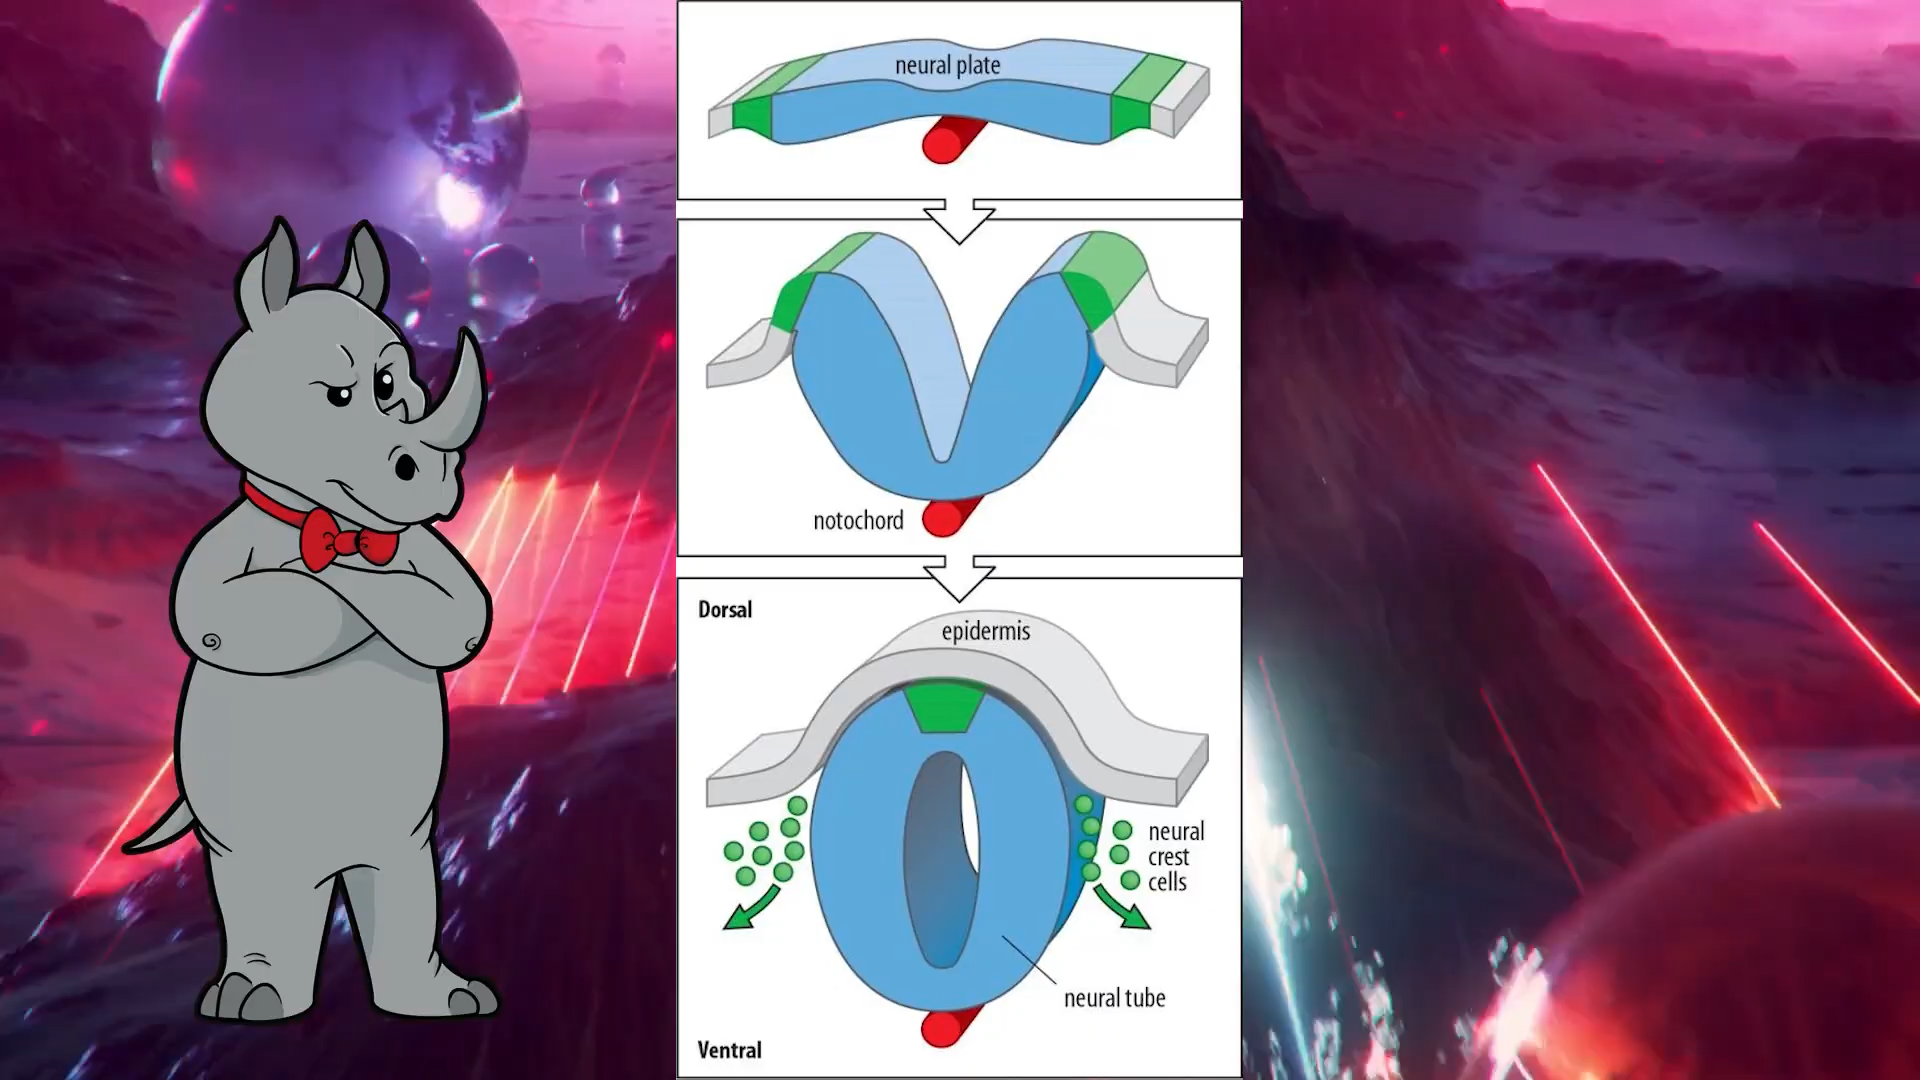 neural plate
notochord
Dorsal
epidermis
neural
crest
cells
neural tube
Ventral